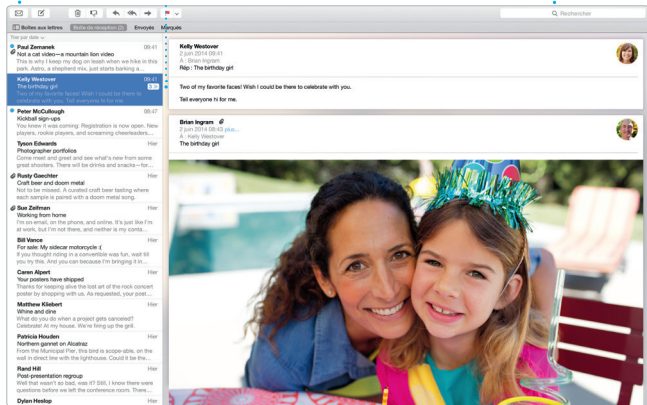 Rechercher
Boîtes aux lettres Boîte de réception (2) Envoyés Marqués
Trier par date
Paul Zemanek 09:41
Not a cat video—a mountain lion video
This is why I keep my dog on leash when we hike in this
park. Astro, a shepherd mix, just starts barking a…
Kelly Westover 09:41
The birthday girl 2
Two of my favorite faces! Wish I could be there to
celebrate with you. Tell everyone hi for me.
Peter McCullough 08:47
Kickball sign-ups
You knew it was coming: Registration is now open. New
players, rookie players, and screaming cheerleaders…
Tyson Edwards Hier
Photographer portfolios
Come meet and greet and see what's new from some
great shooters. There will be drinks and snacks—for…
Rusty Gaechter Hier
Craft beer and doom metal
Not to be missed. A curated craft beer tasting where
each sample is paired with a doom metal song.
Sue Zeifman Hier
Working from home
I'm on email, on the phone, and online. It's just like I'm
at work, but I'm not there, and neither is my conta…
Bill Vance Hier
For sale: My sidecar motorcycle :(
If you thought riding in a convertible was fun, wait till
you try this. And you can because I'm bringing it in…
Caren Alpert Hier
Your posters have shipped
Thanks for keeping alive the lost art of the rock concert
poster by shopping with us. As requested, your post…
Matthew Kliebert Hier
Whine and dine
What do you do when a project gets canceled?
Celebrate! At my house. We're firing up the grill.
Patricia Houden Hier
Northern gannet on Alcatraz
From the Municipal Pier, this bird is scope-able, on the
wall in direct line with the lighthouse. Could it be the…
Rand Hill Hier
Post-presentation regroup
Well that wasn't so bad, was it? Still, I know there were
questions before we left the conference room. There…
Dylan Heslop Hier
Kelly Westover
2 juin 2014 09:41
À : Brian Ingram
Rép : The birthday girl
Two of my favorite faces! Wish I could be there to celebrate with you.
Tell everyone hi for me.
Brian Ingram
2 juin 2014 08:43 plus…
À : Kelly Westover
The birthday girl